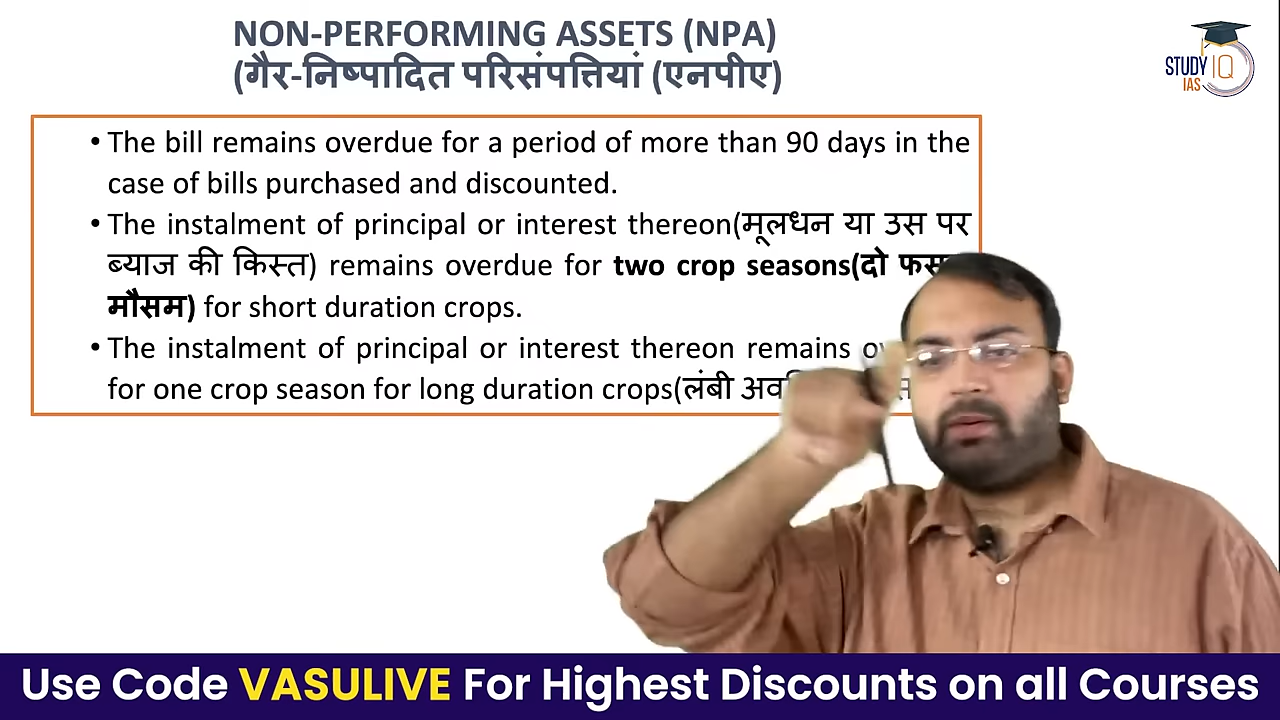 NON-PERFORMING ASSETS (NPA)
(गैर-निष्पादित परिसंपत्तियां (एनपीए)
STUDY IQ
IAS
• The bill remains overdue for a period of more than 90 days in the
case of bills purchased and discounted.
• The instalment of principal or interest thereon(मूलधन या उस पर
ब्याज की किस्त) remains overdue for two crop seasons(दो
मौसम) for short duration crops.
• The instalment of principal or interest thereon remains
for one crop season for long duration crops(लंबी
Use Code VASULIVE For Highest Discounts on all Courses